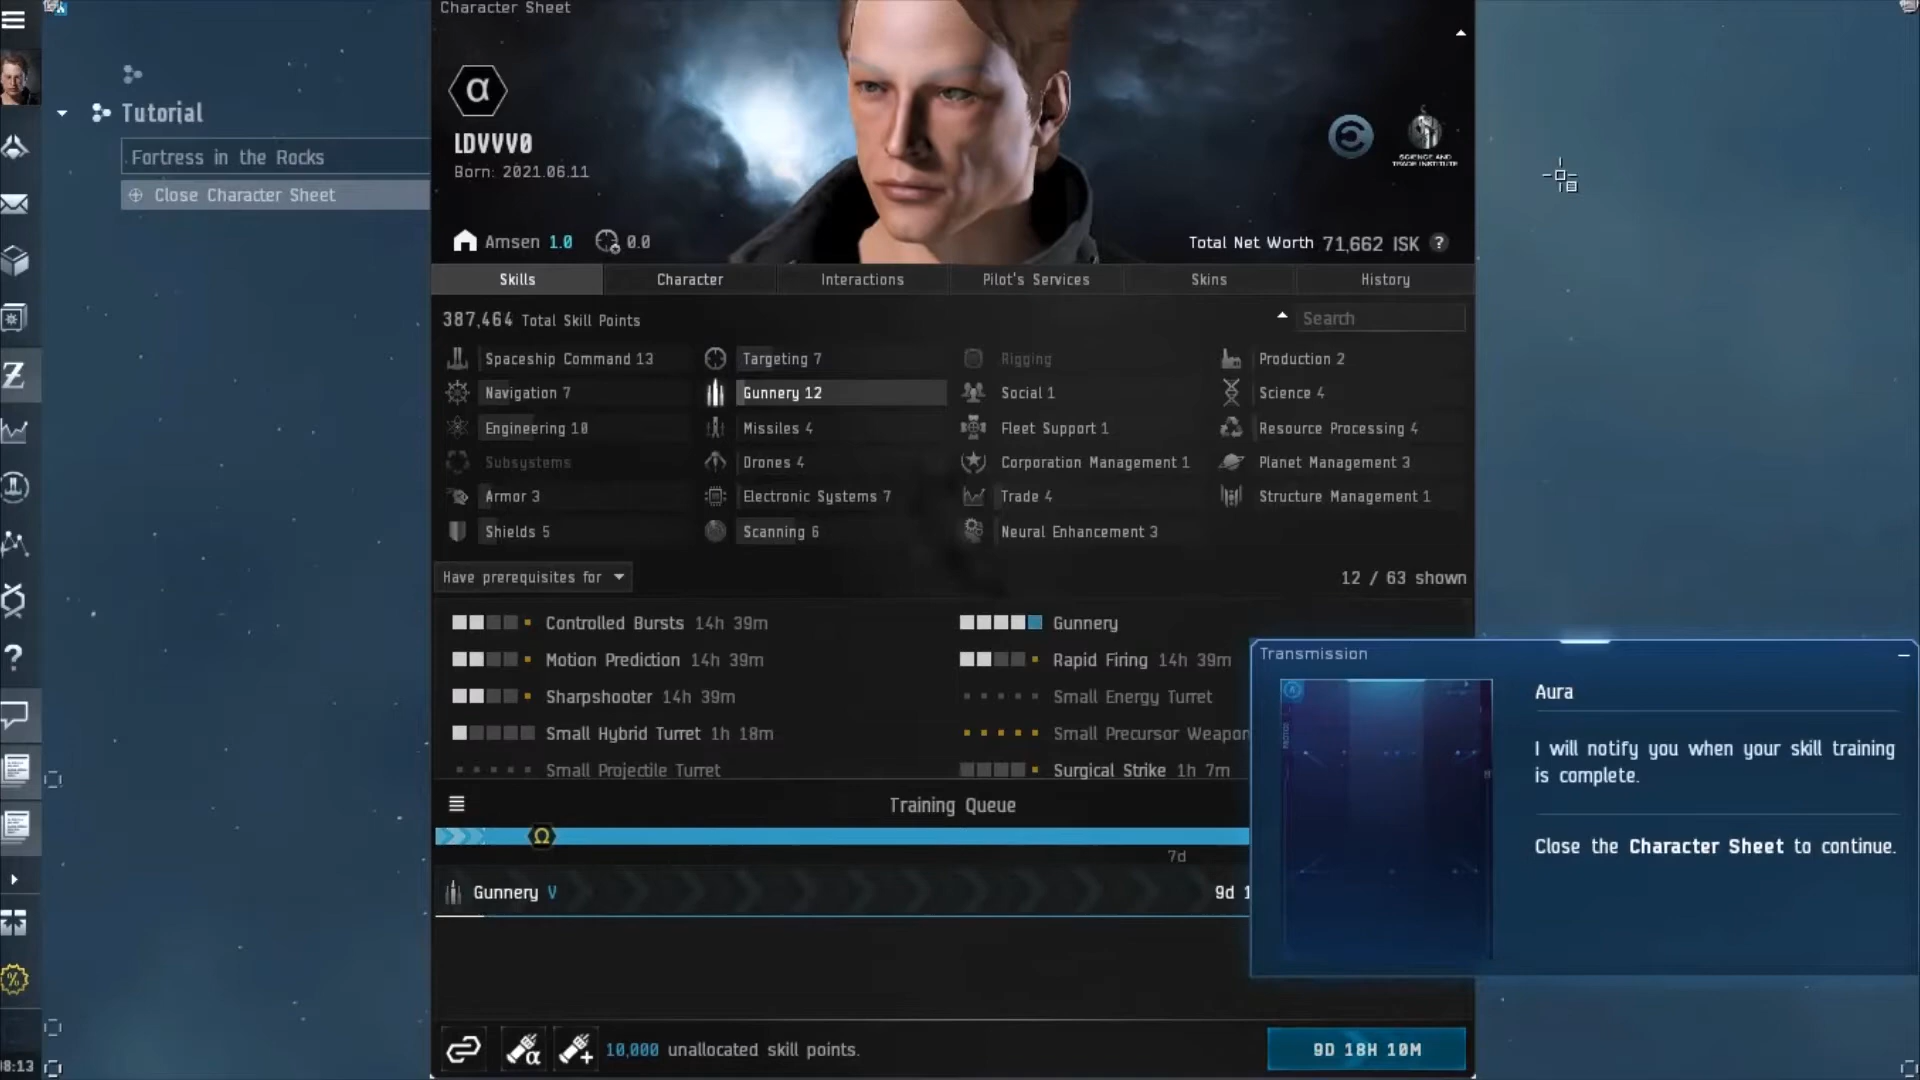 Character Sheet
α
LDVVV0
Born: 2021.06.11
SCIENCE AND
TRADE INSTITUTE
Amsen 1.0 0.0
Total Net Worth 71,662 ISK ?
Tutorial
Fortress in the Rocks
Close Character Sheet
Skills Character Interactions Pilot's Services Skins History
387,464 Total Skill Points
Search
Spaceship Command 13 Targeting 7 Rigging Production 2
Navigation 7 Gunnery 12 Social 1 Science 4
Engineering 10 Missiles 4 Fleet Support 1 Resource Processing 4
Subsystems Drones 4 Corporation Management 1 Planet Management 3
Armor 3 Electronic Systems 7 Trade 4 Structure Management 1
Shields 5 Scanning 6 Neural Enhancement 3
Have prerequisites for 12 / 63 shown
Controlled Bursts 14h 39m Gunnery
Motion Prediction 14h 39m Rapid Firing 14h 39m
Sharpshooter 14h 39m Small Energy Turret
Small Hybrid Turret 1h 18m Small Precursor Weapon
Small Projectile Turret Surgical Strike 1h 7m
Training Queue
Ω
7d
Gunnery V 9d 1
α
10,000 unallocated skill points.
9D 18H 10M
Transmission
Aura
I will notify you when your skill training
is complete.
Close the Character Sheet to continue.
Z
?
%
8:13